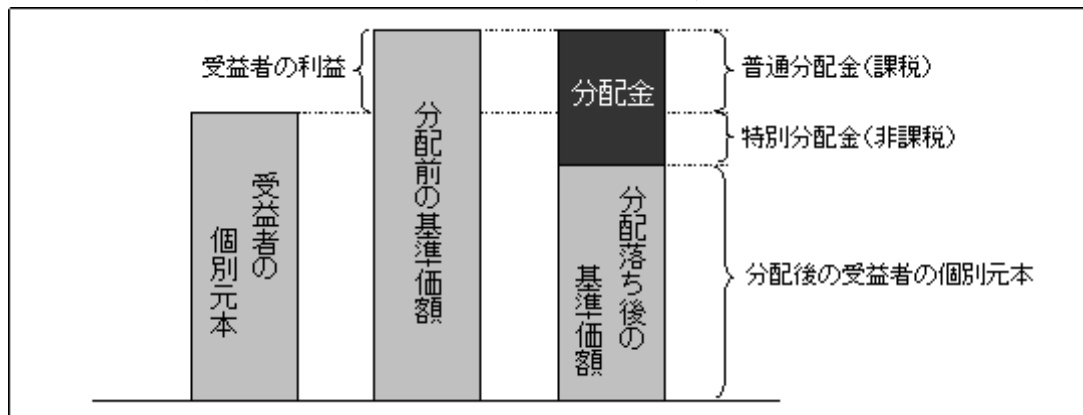 受益者の利益
受益者の
個別元本
分配前の基準価額
分配金
分配落ち後の
基準価額
普通分配金(課税)
特別分配金(非課税)
分配後の受益者の個別元本